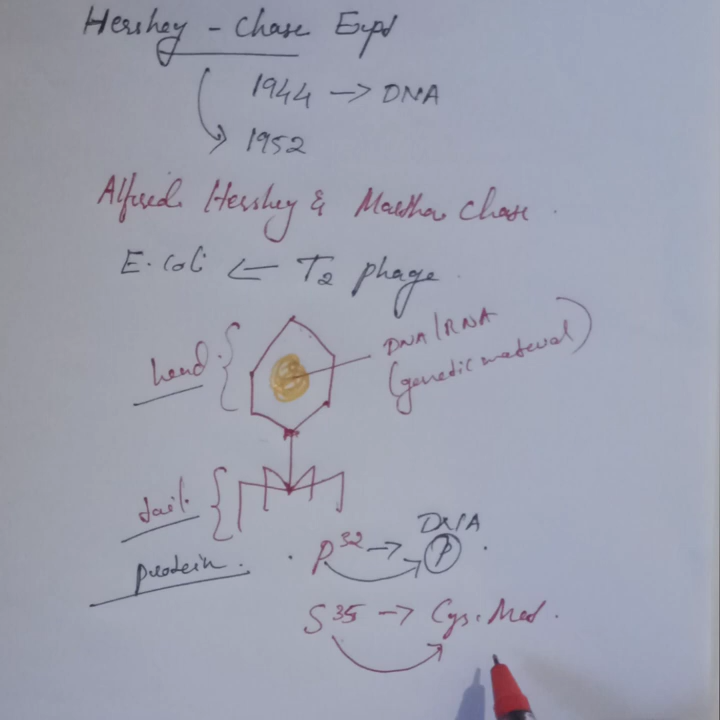 Hershey - Chase Expt
1944 → DNA
1952
Alfred Hershey & Martha Chase.
E. coli ← T2 phage.
head
DNA/RNA
(genetic material)
tail
protein.
DNA
P32 → P.
S35 → Cys. Met.